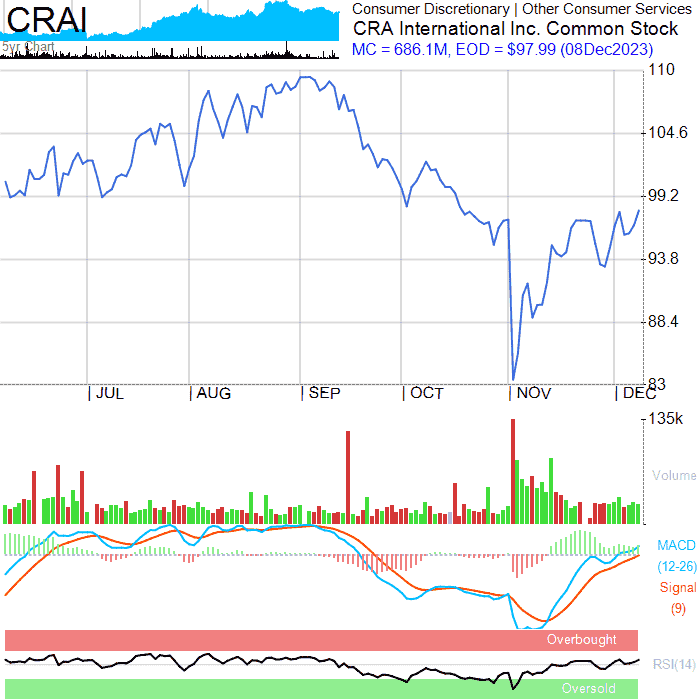 CRAI
5yr Chart
Consumer Discretionary | Other Consumer Services
CRA International Inc. Common Stock
MC = 686.1M, EOD = $97.99 (08Dec2023)
110
104.6
99.2
93.8
88.4
83
JUL
AUG
SEP
OCT
NOV
DEC
135k
Volume
MACD
(12-26)
Signal
(9)
Overbought
RSI(14)
Oversold